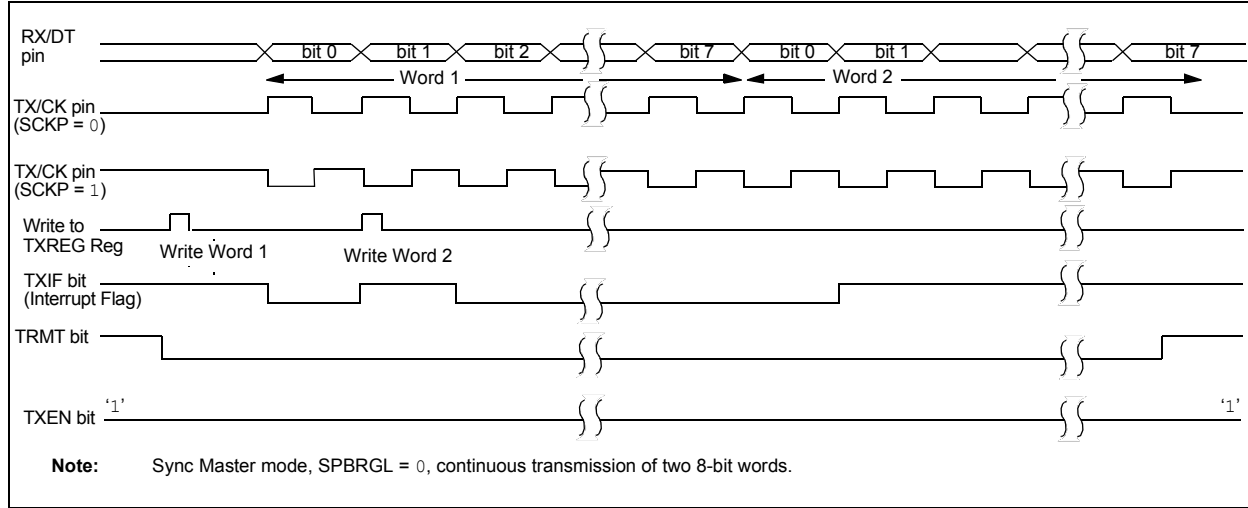 RX/DT
pin
bit 0 bit 1 bit 2 bit 7 bit 0 bit 1 bit 7
Word 1 Word 2
TX/CK pin
(SCKP = 0)
TX/CK pin
(SCKP = 1)
Write to
TXREG Reg
Write Word 1 Write Word 2
TXIF bit
(Interrupt Flag)
TRMT bit
TXEN bit ‘1’ ‘1’
Note: Sync Master mode, SPBRGL = 0, continuous transmission of two 8-bit words.